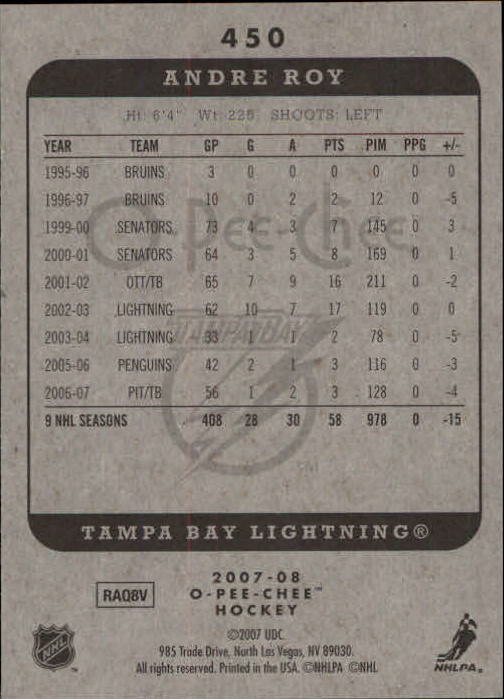 450
ANDRE ROY
Ht: 6'4" Wt: 225 SHOOTS: LEFT
YEAR TEAM GP G A PTS PIM PPG +/-
1995-96 BRUINS 3 0 0 0 0 0 0
1996-97 BRUINS 10 0 2 2 12 0 -5
1999-00 SENATORS 73 4 3 7 145 0 3
2000-01 SENATORS 64 3 5 8 169 0 1
2001-02 OTT/TB 65 7 9 16 211 0 -2
2002-03 LIGHTNING 62 10 7 17 119 0 0
2003-04 LIGHTNING 33 1 1 2 78 0 -5
2005-06 PENGUINS 42 2 1 3 116 0 -3
2006-07 PIT/TB 56 1 2 3 128 0 -4
9 NHL SEASONS 408 28 30 58 978 0 -15
O-Pee-Chee
TAMPA BAY
TAMPA BAY LIGHTNING®
RAQ8V
2007-08
O-PEE-CHEE™
HOCKEY
©2007 UDC.
985 Trade Drive, North Las Vegas, NV 89030.
All rights reserved. Printed in the USA. ©NHLPA ©NHL
NHL ™
NHLPA